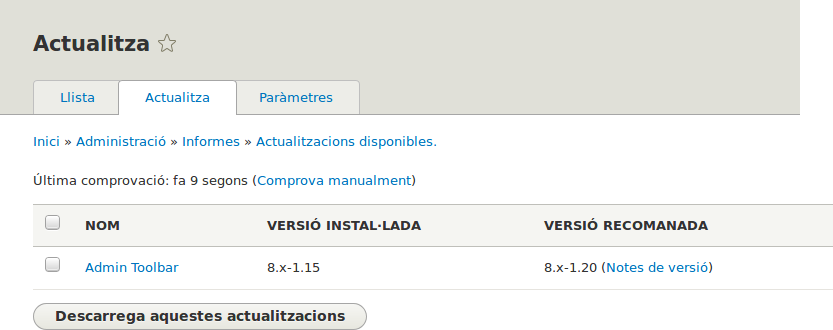 Actualitza
Llista Actualitza Paràmetres
Inici » Administració » Informes » Actualitzacions disponibles.
Última comprovació: fa 9 segons (Comprova manualment)
NOM VERSIÓ INSTAL·LADA VERSIÓ RECOMANADA
Admin Toolbar 8.x-1.15 8.x-1.20 (Notes de versió)
Descarrega aquestes actualitzacions